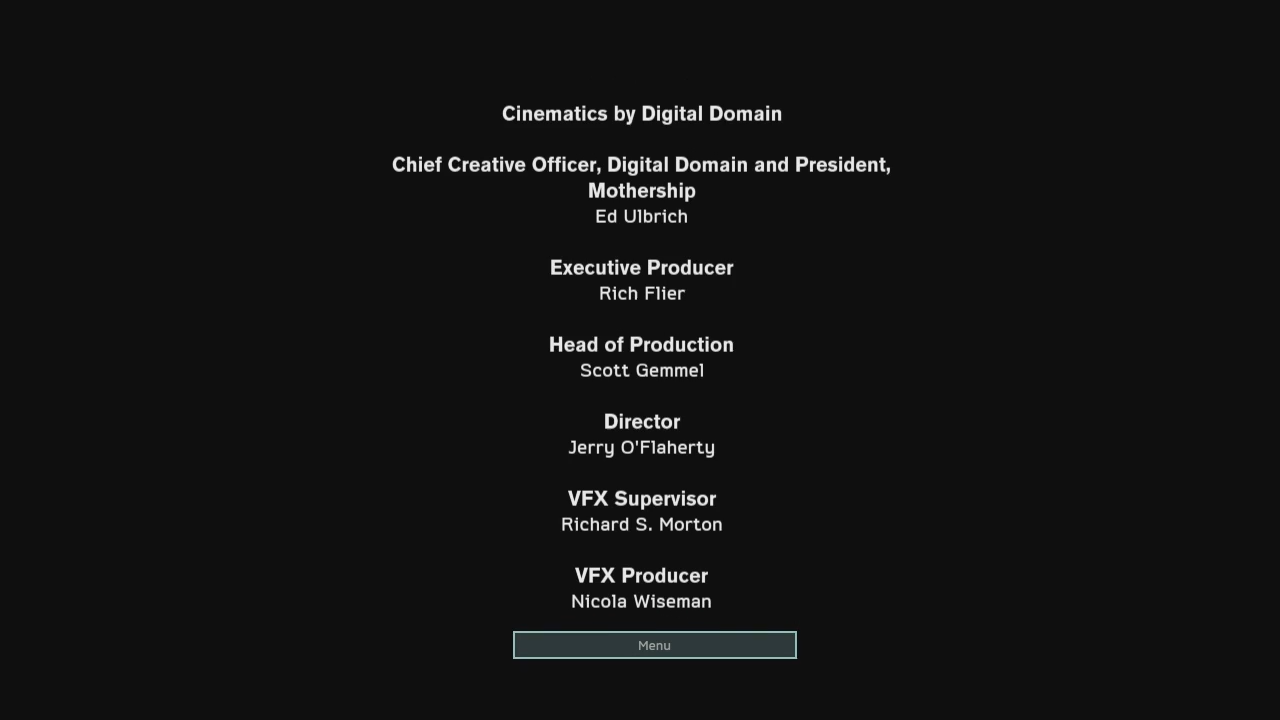 Cinematics by Digital Domain
Chief Creative Officer, Digital Domain and President,
Mothership
Ed Ulbrich
Executive Producer
Rich Flier
Head of Production
Scott Gemmel
Director
Jerry O'Flaherty
VFX Supervisor
Richard S. Morton
VFX Producer
Nicola Wiseman
Menu